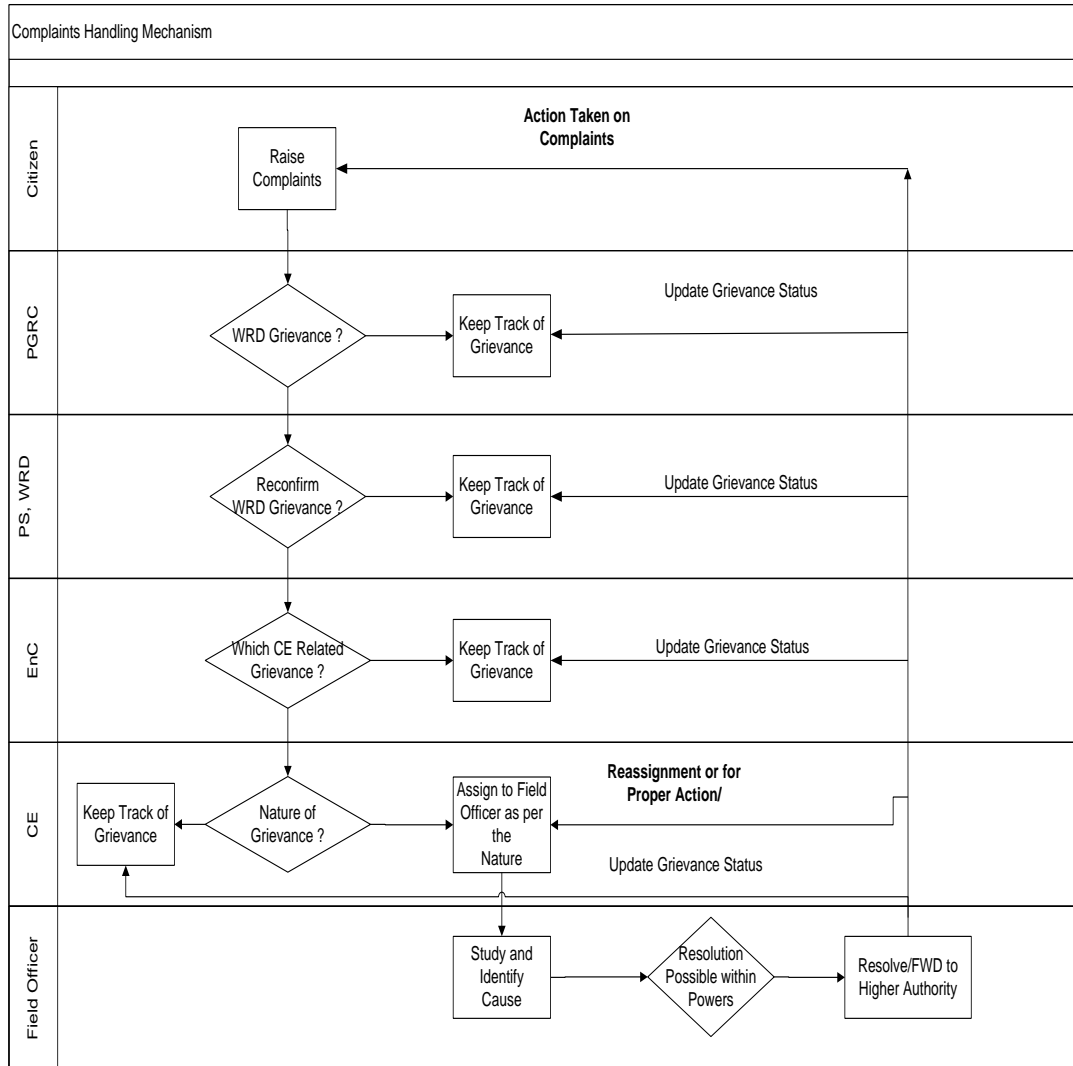 Complaints Handling Mechanism
Citizen
Action Taken on
Complaints
Raise
Complaints
PGRC
WRD Grievance ?
Keep Track of
Grievance
Update Grievance Status
PS, WRD
Reconfirm
WRD Grievance ?
Keep Track of
Grievance
Update Grievance Status
EnC
Which CE Related
Grievance ?
Keep Track of
Grievance
Update Grievance Status
CE
Keep Track of
Grievance
Nature of
Grievance ?
Assign to Field
Officer as per
the
Nature
Reassignment or for
Proper Action/
Update Grievance Status
Field Officer
Study and
Identify
Cause
Resolution
Possible within
Powers
Resolve/FWD to
Higher Authority